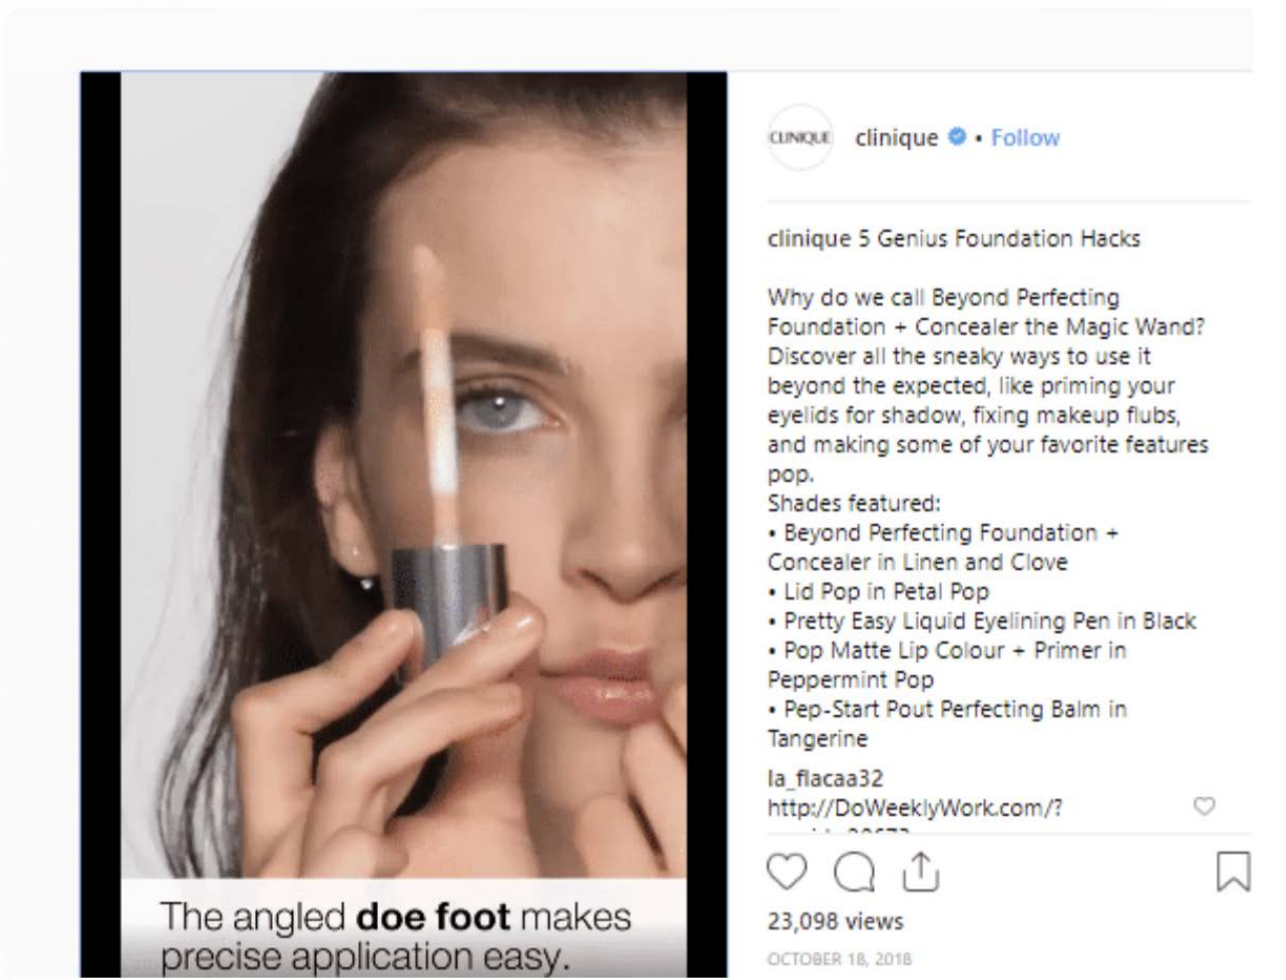 CLINIQUE
clinique • Follow
clinique 5 Genius Foundation Hacks
Why do we call Beyond Perfecting
Foundation + Concealer the Magic Wand?
Discover all the sneaky ways to use it
beyond the expected, like priming your
eyelids for shadow, fixing makeup flubs,
and making some of your favorite features
pop.
Shades featured:
• Beyond Perfecting Foundation +
Concealer in Linen and Clove
• Lid Pop in Petal Pop
• Pretty Easy Liquid Eyelining Pen in Black
• Pop Matte Lip Colour + Primer in
Peppermint Pop
• Pep-Start Pout Perfecting Balm in
Tangerine
la_flacaa32
http://DoWeeklyWork.com/?
23,098 views
OCTOBER 18, 2018
The angled doe foot makes
precise application easy.